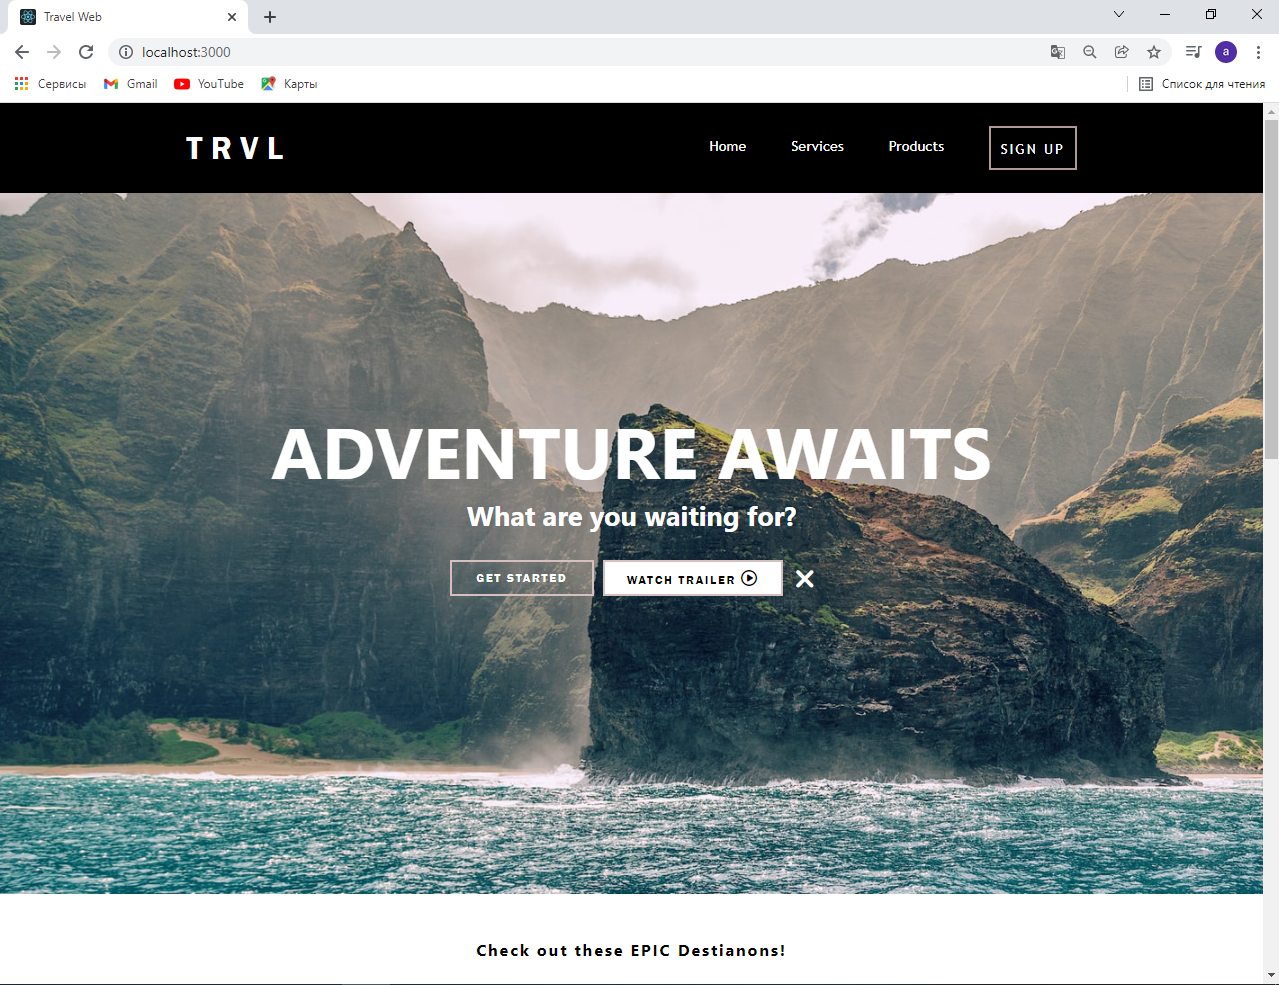 Travel Web
localhost:3000
a
Сервисы Gmail YouTube Карты Список для чтения
TRVL Home Services Products SIGN UP
ADVENTURE AWAITS
What are you waiting for?
GET STARTED WATCH TRAILER
Check out these EPIC Destianons!